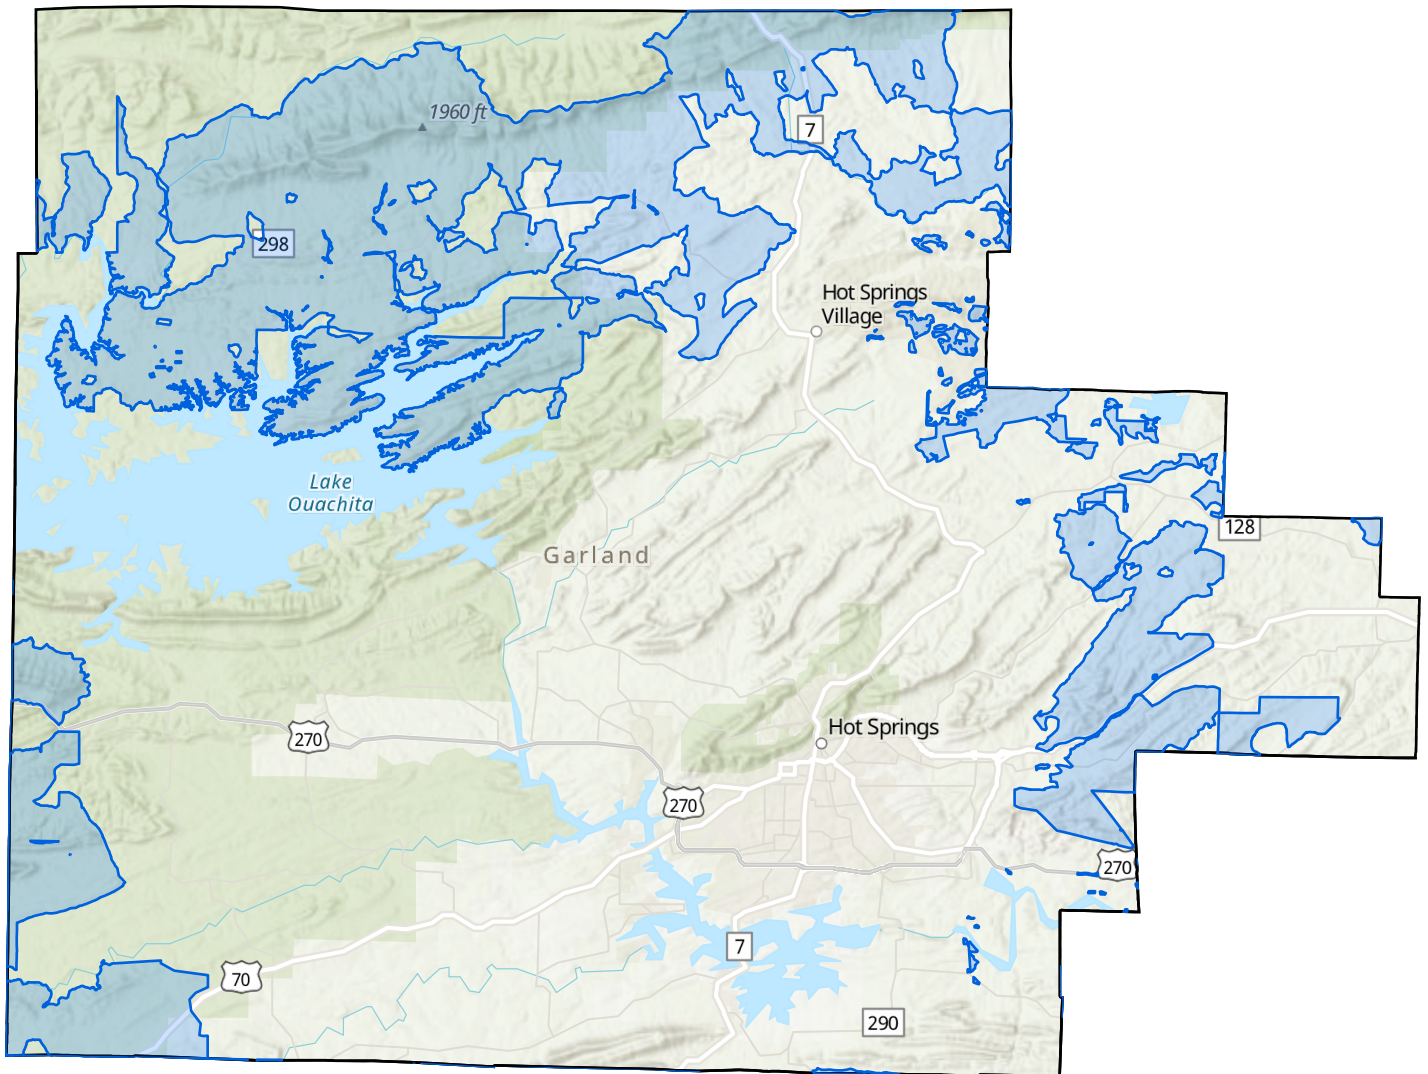 1960 ft
7
298
Hot Springs
Village
Lake
Ouachita
128
Garland
Hot Springs
270
270
270
7
70
290